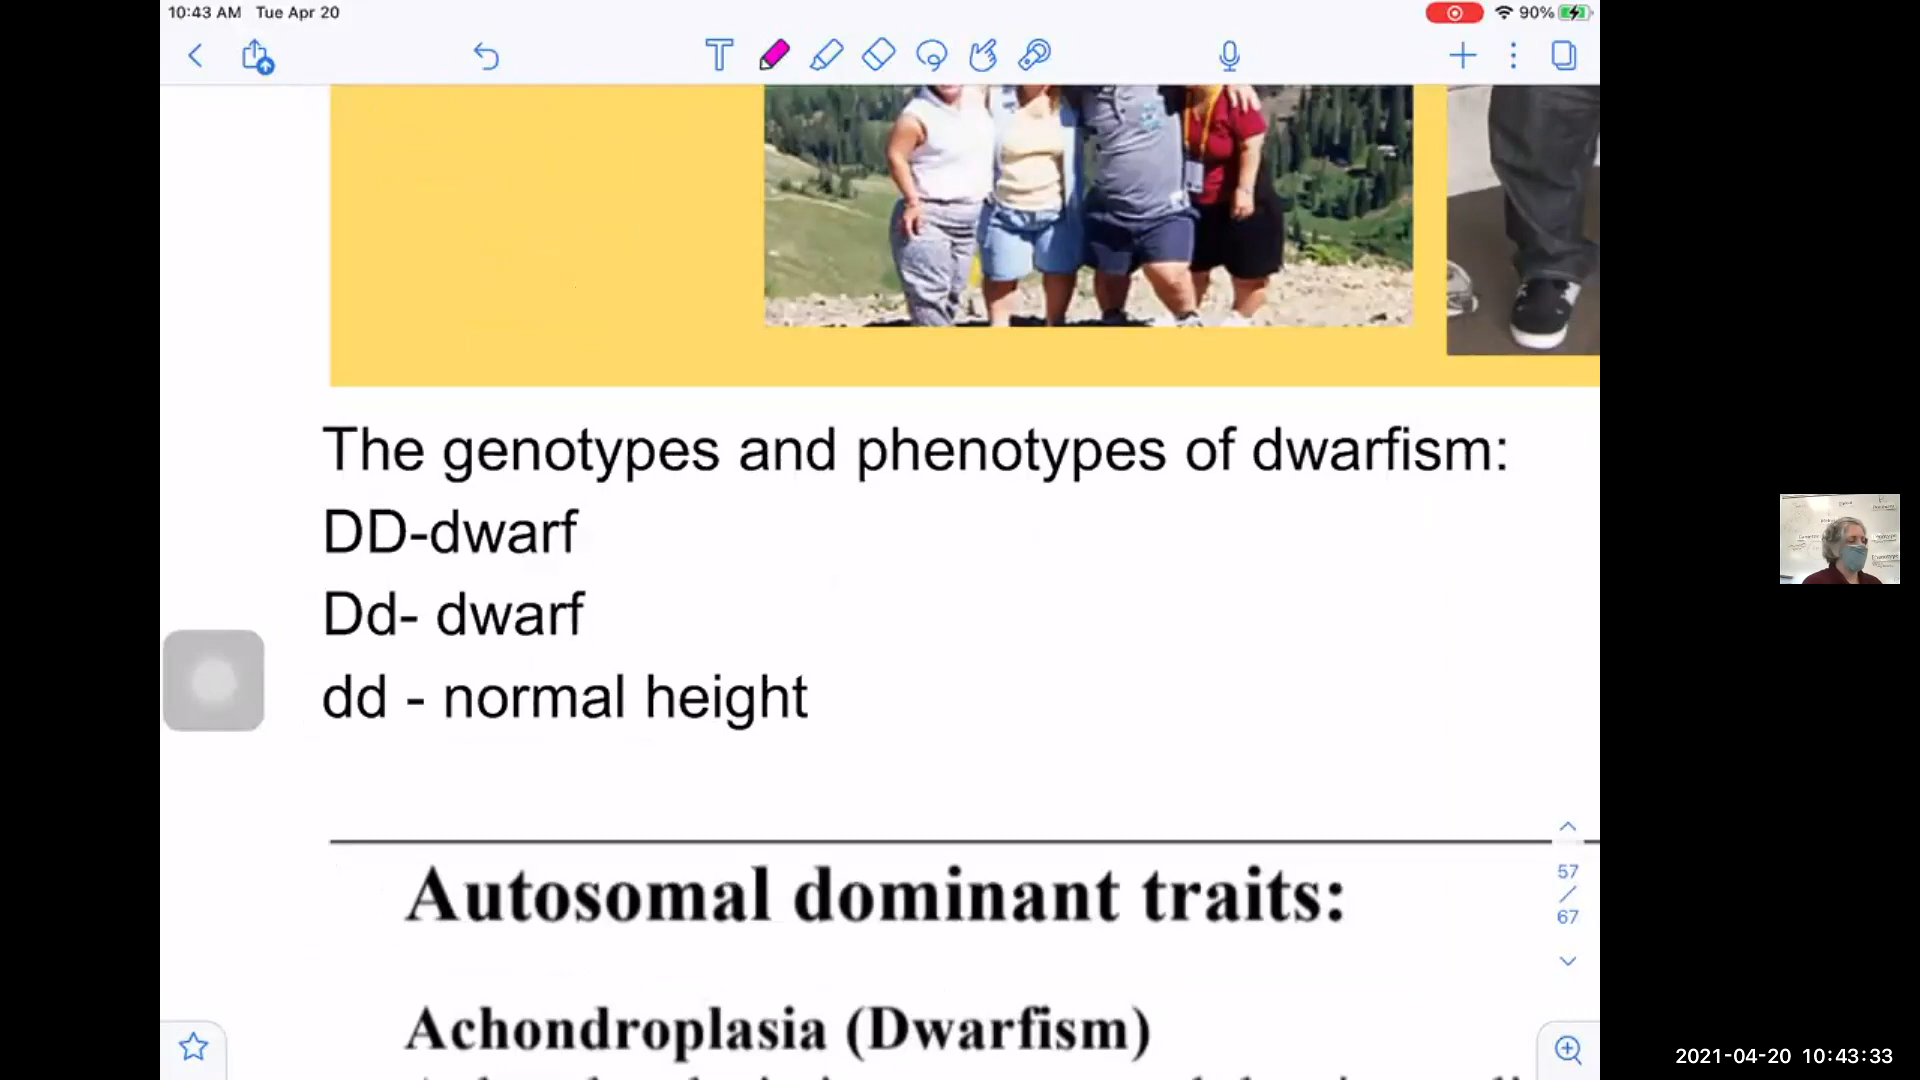 10:43 AM Tue Apr 20
90%
T
The genotypes and phenotypes of dwarfism:
DD-dwarf
Dd- dwarf
dd - normal height
57
/
67
Autosomal dominant traits:
Achondroplasia (Dwarfism)
2021-04-20 10:43:33